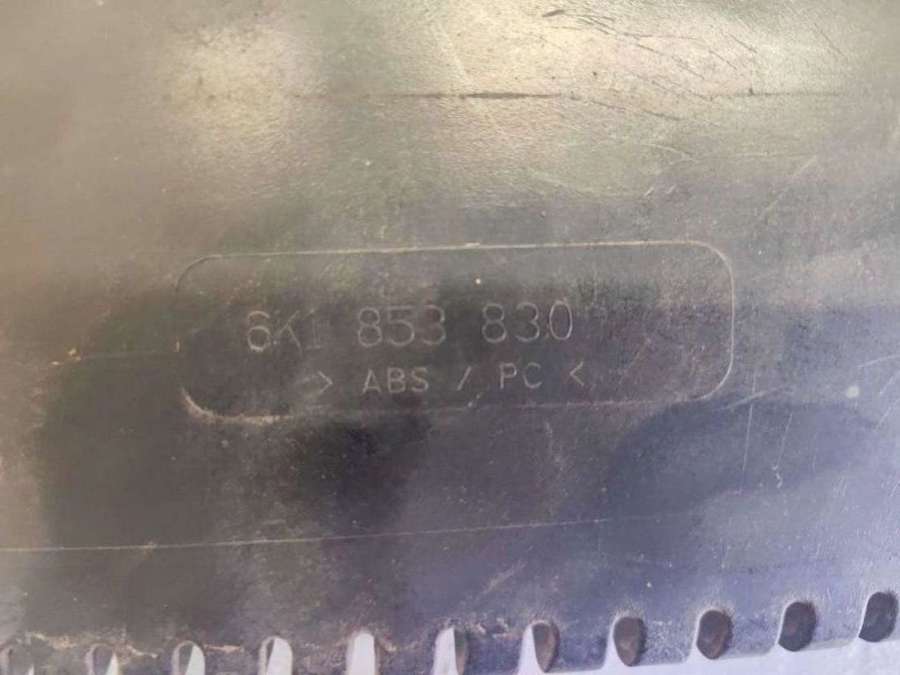 6K1 853 830
> ABS / PC <